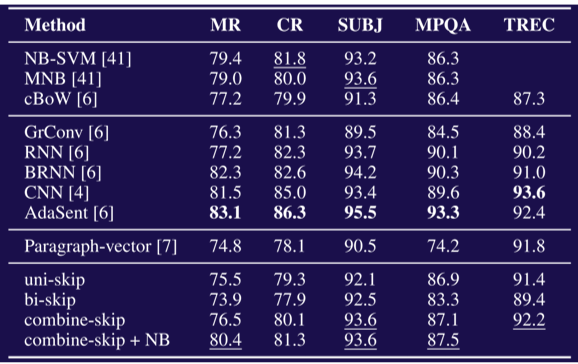 Method MR CR SUBJ MPQA TREC
NB-SVM [41] 79.4 81.8 93.2 86.3
MNB [41] 79.0 80.0 93.6 86.3
cBoW [6] 77.2 79.9 91.3 86.4 87.3
GrConv [6] 76.3 81.3 89.5 84.5 88.4
RNN [6] 77.2 82.3 93.7 90.1 90.2
BRNN [6] 82.3 82.6 94.2 90.3 91.0
CNN [4] 81.5 85.0 93.4 89.6 93.6
AdaSent [6] 83.1 86.3 95.5 93.3 92.4
Paragraph-vector [7] 74.8 78.1 90.5 74.2 91.8
uni-skip 75.5 79.3 92.1 86.9 91.4
bi-skip 73.9 77.9 92.5 83.3 89.4
combine-skip 76.5 80.1 93.6 87.1 92.2
combine-skip + NB 80.4 81.3 93.6 87.5